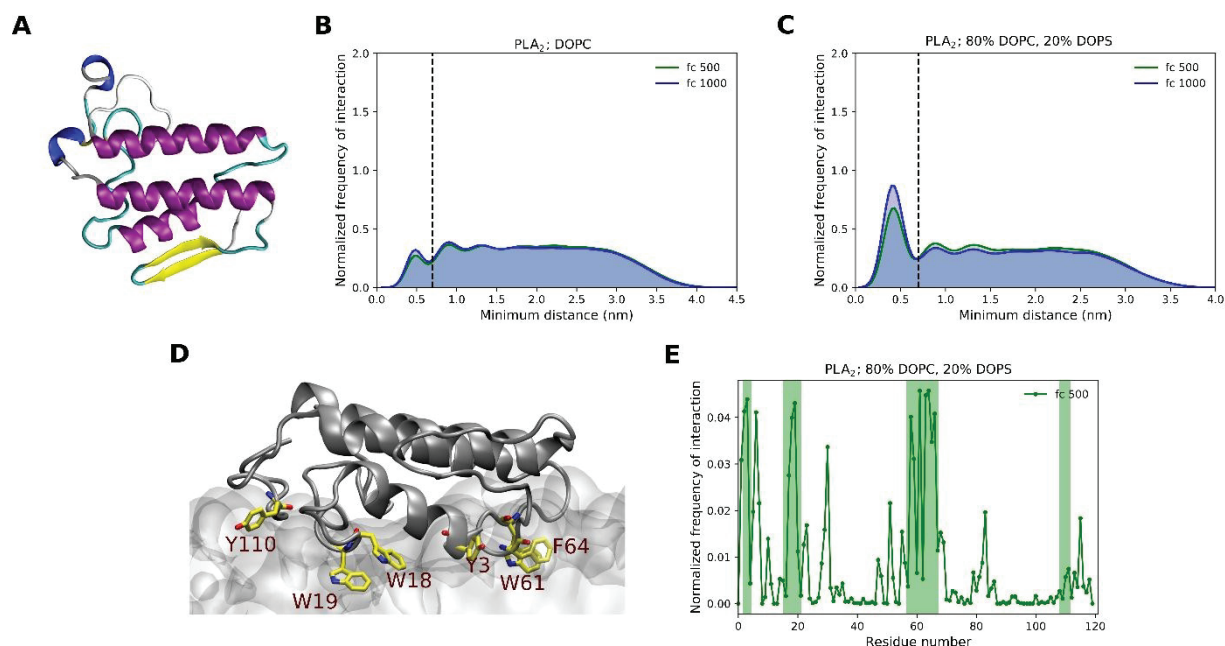 A
B
PLA₂; DOPC
fc 500
fc 1000
Normalized frequency of interaction
2.0
1.5
1.0
0.5
0.0
0.0 0.5 1.0 1.5 2.0 2.5 3.0 3.5 4.0 4.5
Minimum distance (nm)
C
PLA₂; 80% DOPC, 20% DOPS
fc 500
fc 1000
Normalized frequency of interaction
2.0
1.5
1.0
0.5
0.0
0.0 0.5 1.0 1.5 2.0 2.5 3.0 3.5 4.0
Minimum distance (nm)
D
Y110
W19
W18
Y3
W61
F64
E
PLA₂; 80% DOPC, 20% DOPS
fc 500
Normalized frequency of interaction
0.04
0.03
0.02
0.01
0.00
0 20 40 60 80 100 120
Residue number